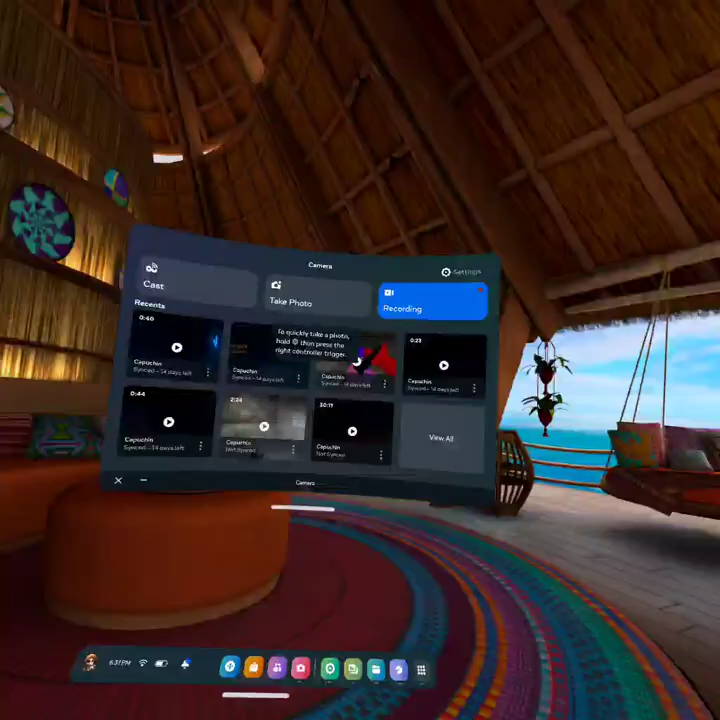 Camera
Settings
Cast
Take Photo
Recording
Recents
0:40
To quickly take a photo,
hold then press the
right controller trigger.
0:23
Capuchin
Synced – 14 days left
Capuchin
Synced – 14 days left
Capuchin
Synced – 14 days left
Capuchin
Synced – 14 days left
0:44
2:24
10:11
View All
Capuchin
Synced – 14 days left
Capuchin
Not Synced
Capuchin
Not Synced
Camera
6:31 PM